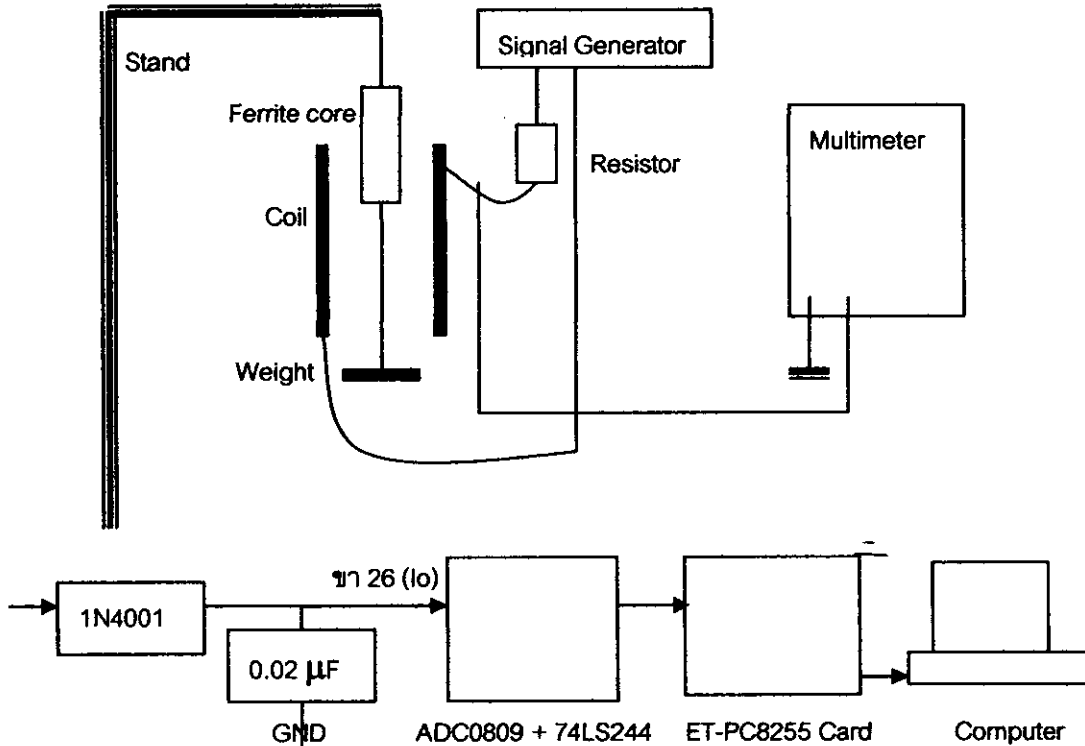 Stand
Signal Generator
Ferrite core
Multimeter
Resistor
Coil
Weight
ขา 26 (Io)
1N4001
0.02 μF
GND
ADC0809 + 74LS244
ET-PC8255 Card
Computer